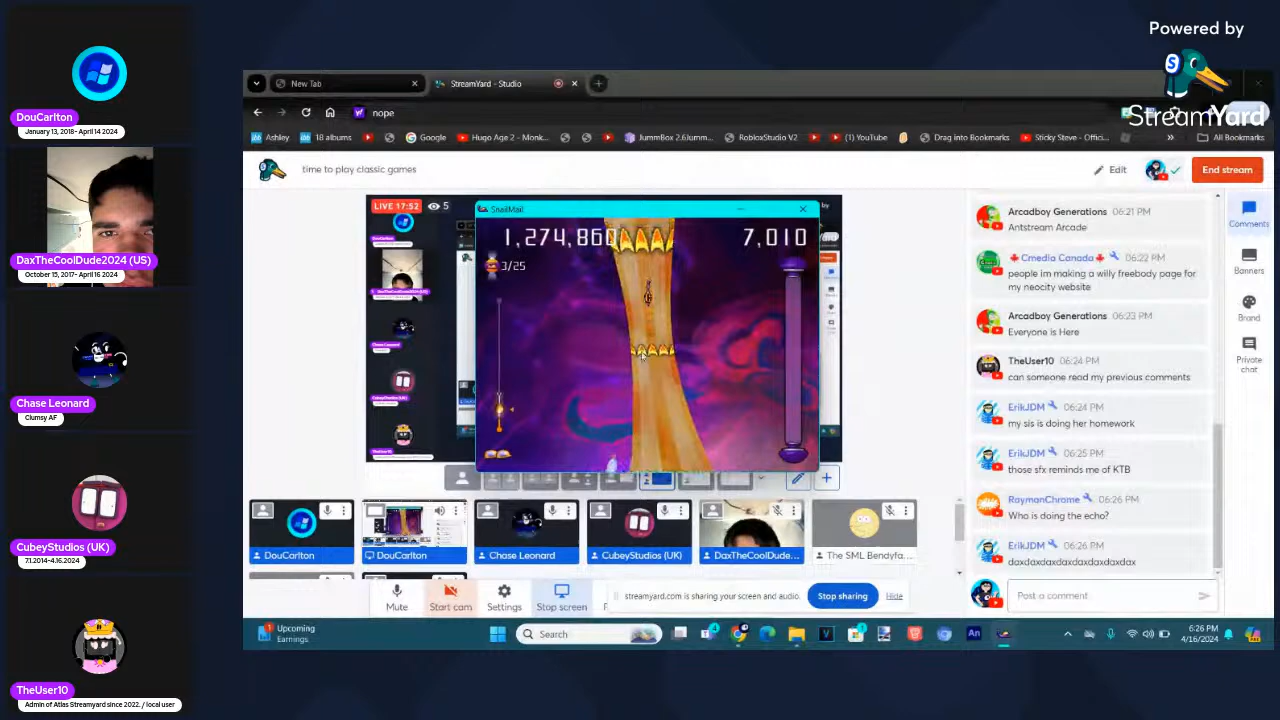 DouCarlton
January 13, 2018- April 14 2024
DaxTheCoolDude2024 (US)
October 15, 2017- April 16 2024
Chase Leonard
Clumsy AF
CubeyStudios (UK)
7.1.2014-4.16.2024
TheUser10
Admin of Atlas Streamyard since 2022. / local user
Powered by
StreamYard
New Tab
StreamYard - Studio
nope
Ashley
18 albums
Google
Hugo Age 2 - Monk...
JummBox 2.6Jumm...
RobloxStudio V2
(1) YouTube
Drag into Bookmarks
Sticky Steve - Offici...
»
All Bookmarks
time to play classic games
Edit
End stream
LIVE 17:52
5
SnailMail
1,274,860
7,010
3/25
Arcadboy Generations 06:21 PM
Antstream Arcade
Cmedia Canada 06:22 PM
people im making a willy freebody page for
my neocity website
Arcadboy Generations 06:23 PM
Everyone is Here
TheUser10 06:24 PM
can someone read my previous comments
ErikJDM 06:24 PM
my sis is doing her homework
ErikJDM 06:25 PM
those sfx reminds me of KTB
RaymanChrome 06:26 PM
Who is doing the echo?
ErikJDM 06:26 PM
daxdaxdaxdaxdaxdaxdax
Post a comment
Comments
Banners
Brand
Private
chat
DouCarlton
DouCarlton
Chase Leonard
CubeyStudios (UK)
DaxTheCoolDude...
The SML Bendyfa...
Mute
Start cam
Settings
Stop screen
streamyard.com is sharing your screen and audio.
Stop sharing
Hide
Upcoming
Earnings
Search
6:26 PM
4/16/2024